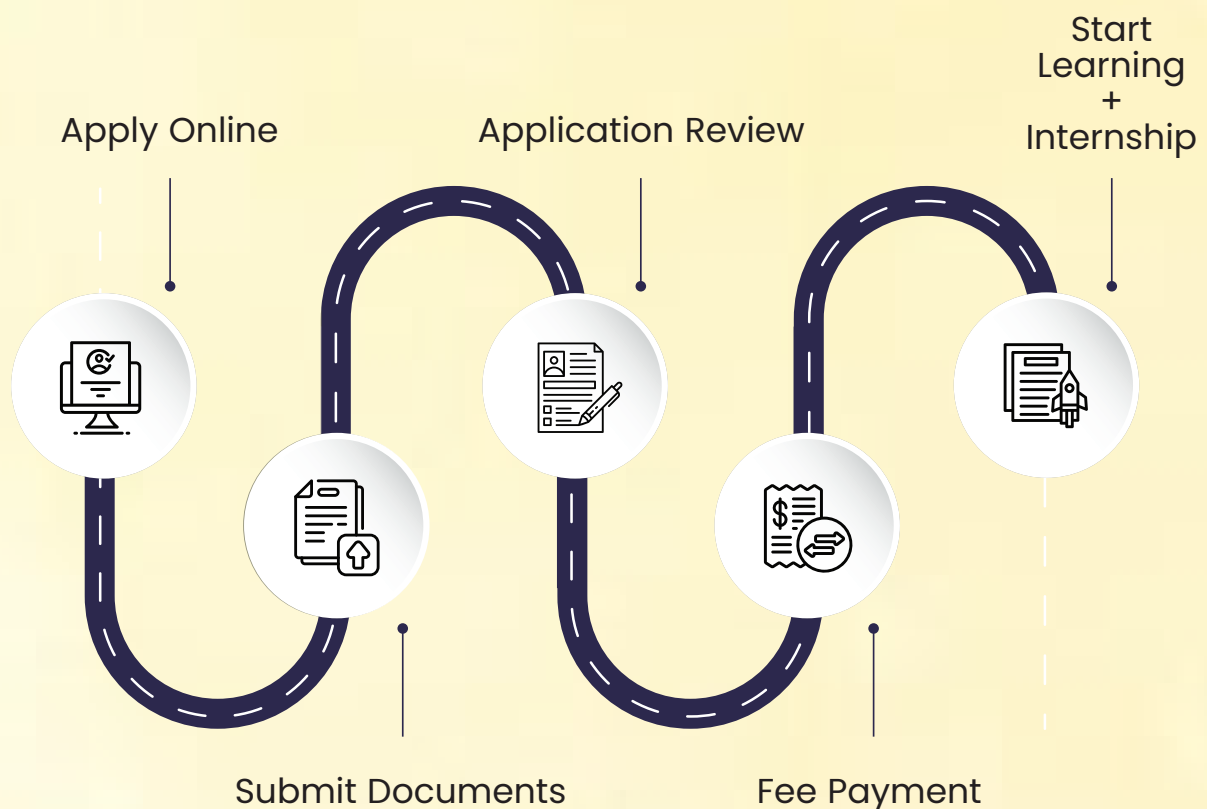 Apply Online
Submit Documents
Application Review
Fee Payment
Start
Learning
+
Internship